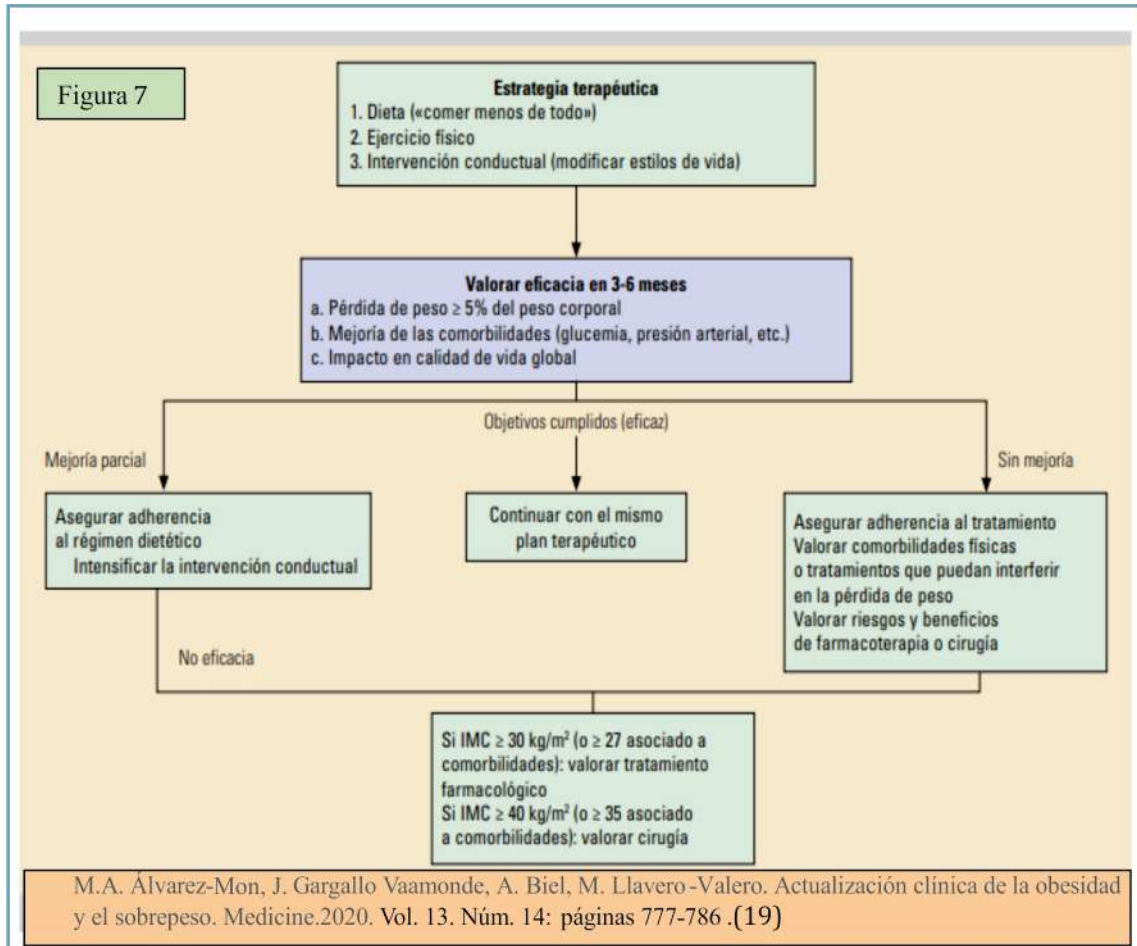 Figura 7
Estrategia terapéutica
1. Dieta («comer menos de todo»)
2. Ejercicio físico
3. Intervención conductual (modificar estilos de vida)
Valorar eficacia en 3-6 meses
a. Pérdida de peso ≥ 5% del peso corporal
b. Mejoría de las comorbilidades (glucemia, presión arterial, etc.)
c. Impacto en calidad de vida global
Objetivos cumplidos (eficaz)
Mejoría parcial
Sin mejoría
Asegurar adherencia
al régimen dietético
Intensificar la intervención conductual
Continuar con el mismo
plan terapéutico
Asegurar adherencia al tratamiento
Valorar comorbilidades físicas
o tratamientos que puedan interferir
en la pérdida de peso
Valorar riesgos y beneficios
de farmacoterapia o cirugía
No eficacia
Si IMC ≥ 30 kg/m² (o ≥ 27 asociado a
comorbilidades): valorar tratamiento
farmacológico
Si IMC ≥ 40 kg/m² (o ≥ 35 asociado
a comorbilidades): valorar cirugía
M.A. Álvarez-Mon, J. Gargallo Vaamonde, A. Biel, M. Llavero-Valero. Actualización clínica de la obesidad
y el sobrepeso. Medicine.2020. Vol. 13. Núm. 14: páginas 777-786 .(19)